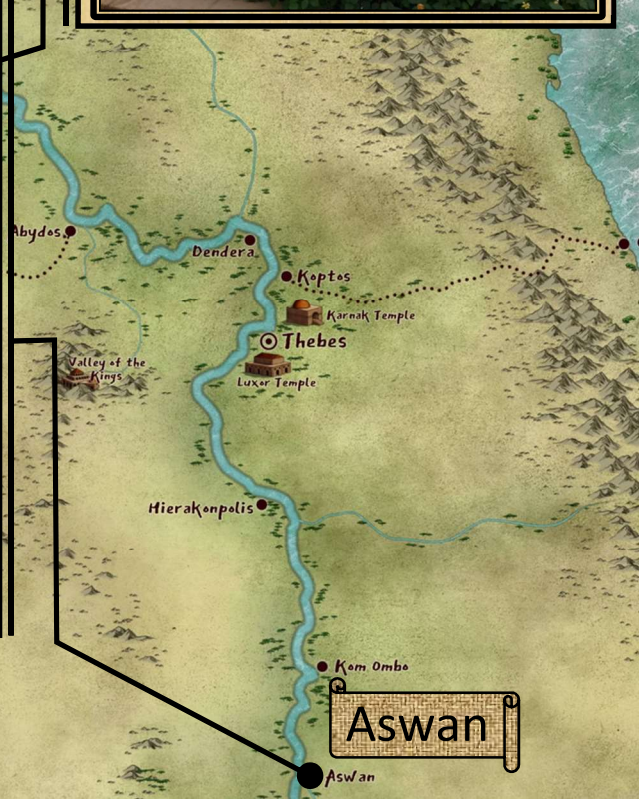 Abydos
Dendera
Koptos
Karnak Temple
Thebes
Valley of the
Kings
Luxor Temple
Hierakonpolis
Kom Ombo
Aswan
Aswan